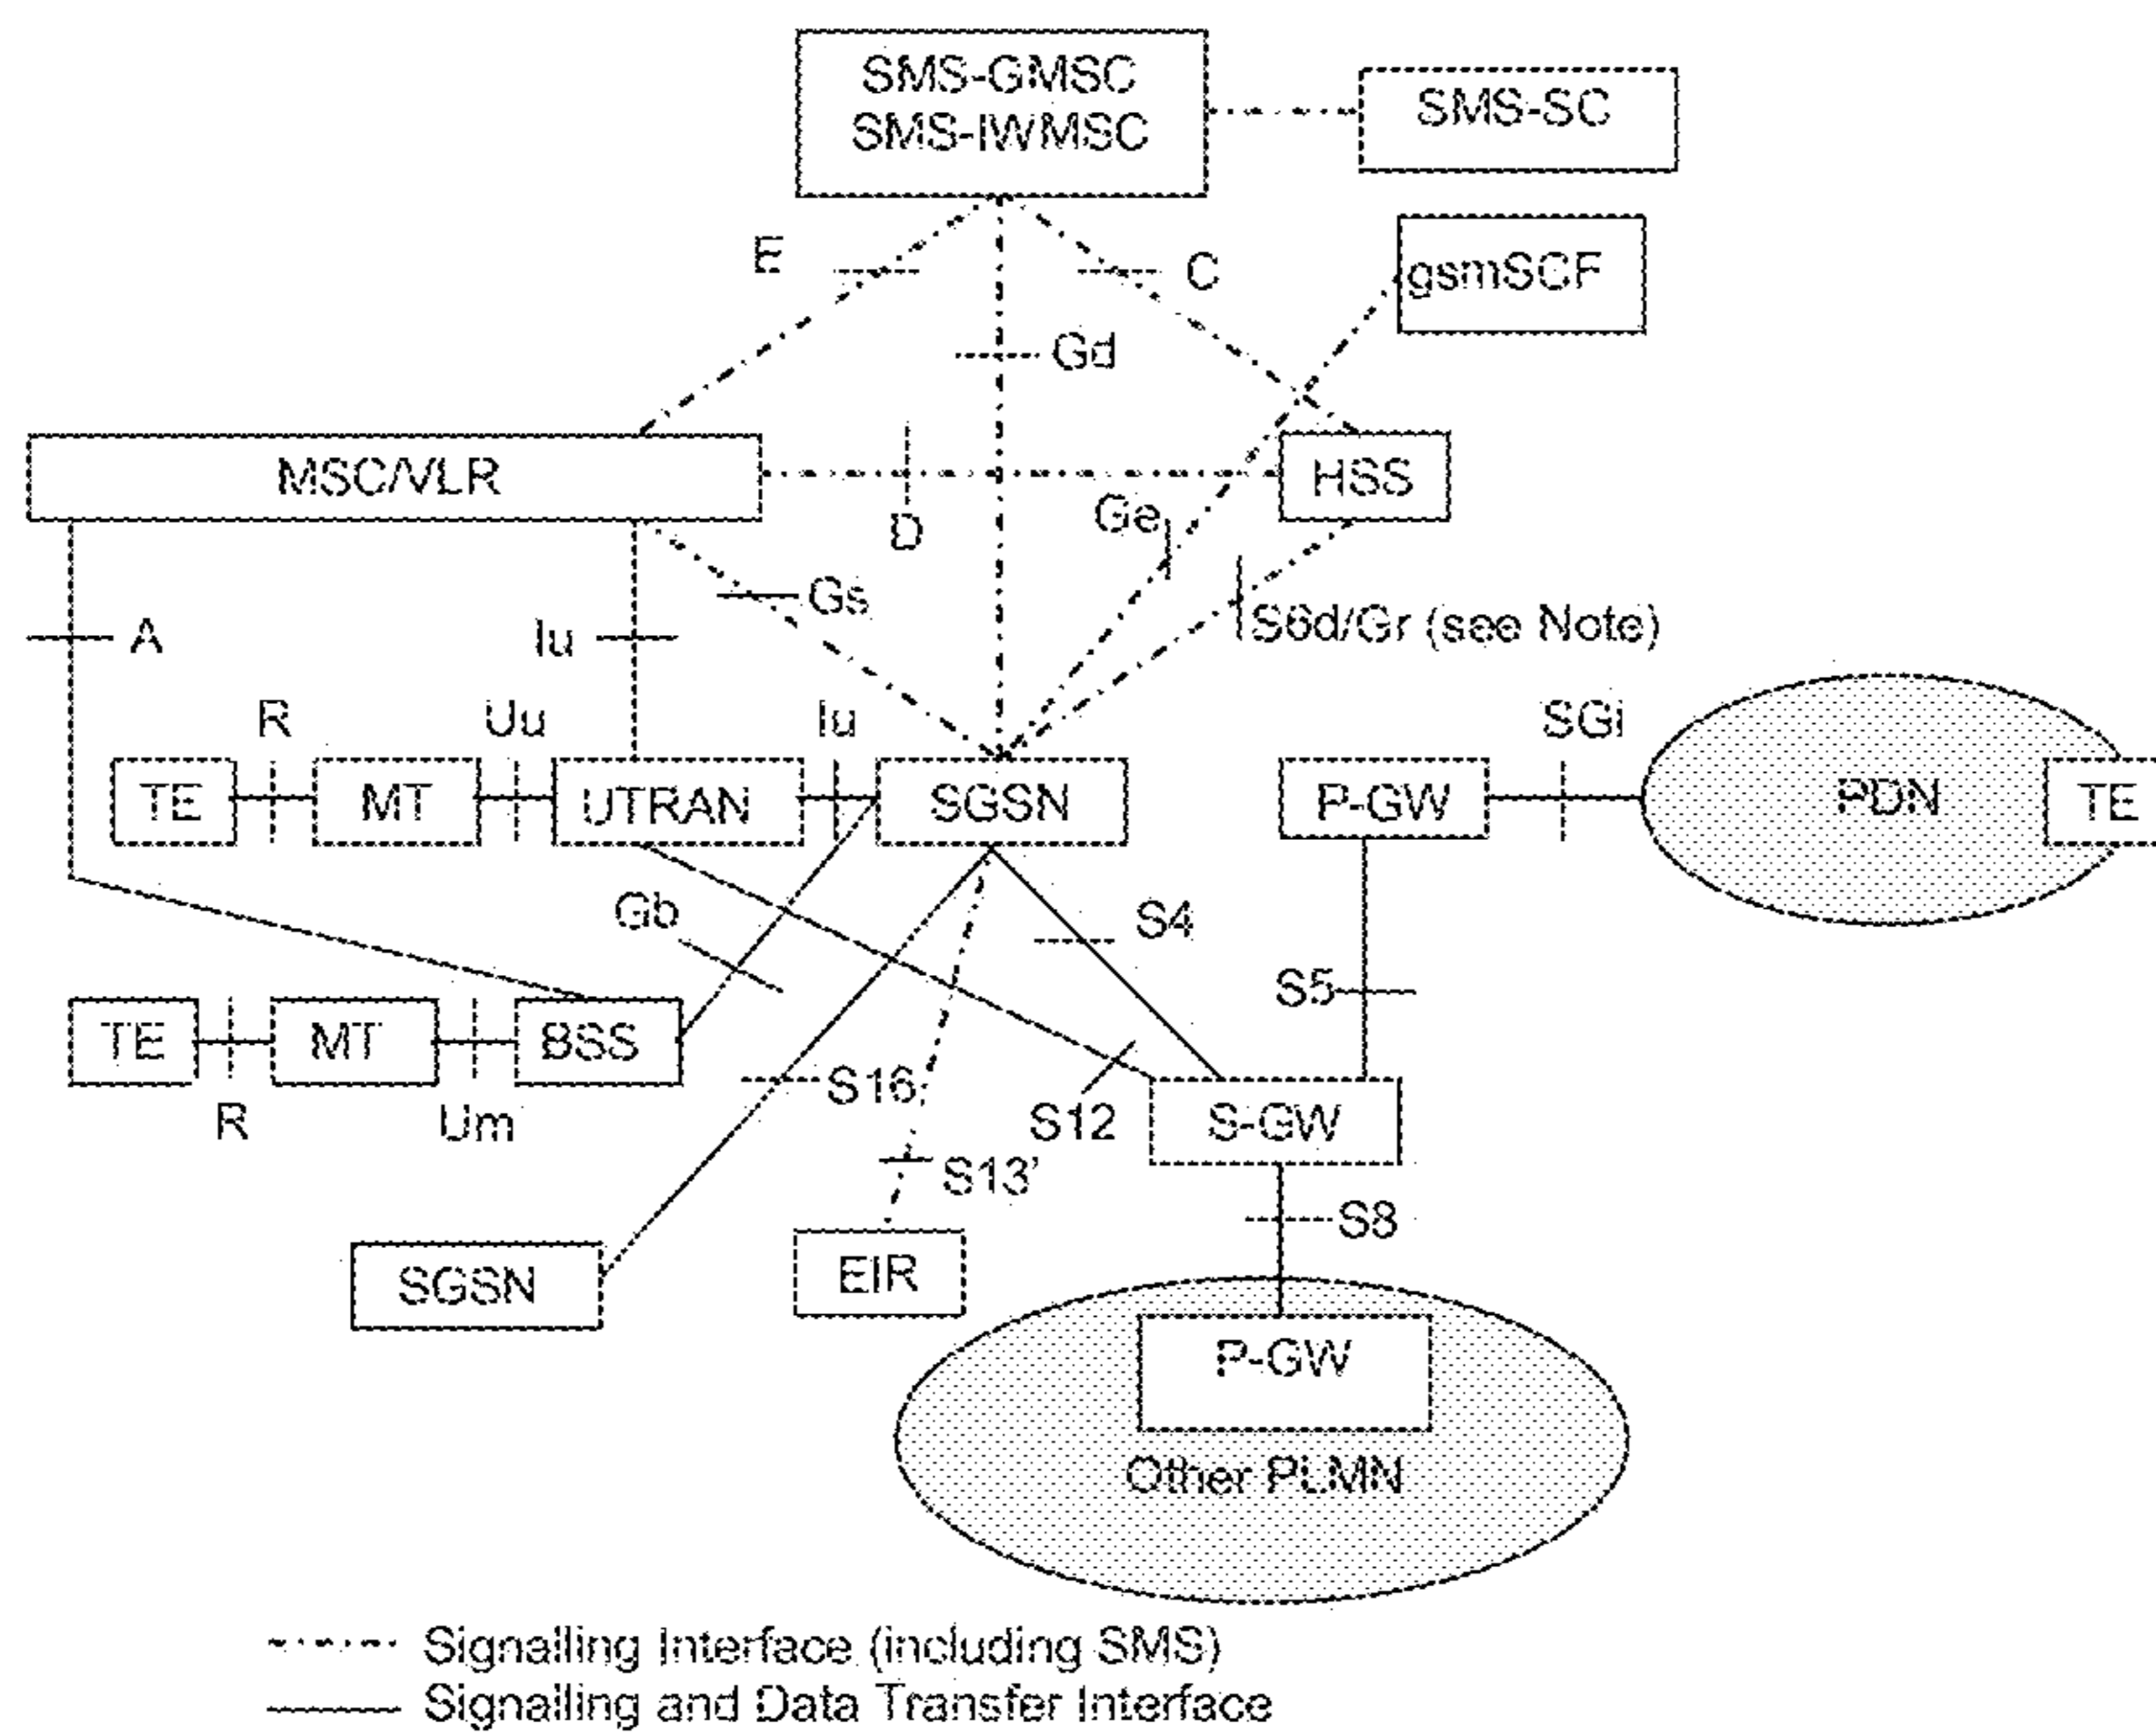 SMS-GMSC
SMS-IWMSC
SMS-SC
E
C
gsmSCF
Gd
MSC/VLR
HSS
Ge
D
Gs
A
Iu
S6d/Gr (see Note)
R
Uu
Iu
SGi
TE
MT
UTRAN
SGSN
P-GW
PDN
TE
Gb
S4
S5
TE
MT
BSS
S16
R
Um
S12
S-GW
S13'
S8
SGSN
EIR
P-GW
Other PLMN
Signalling Interface (including SMS)
Signalling and Data Transfer Interface